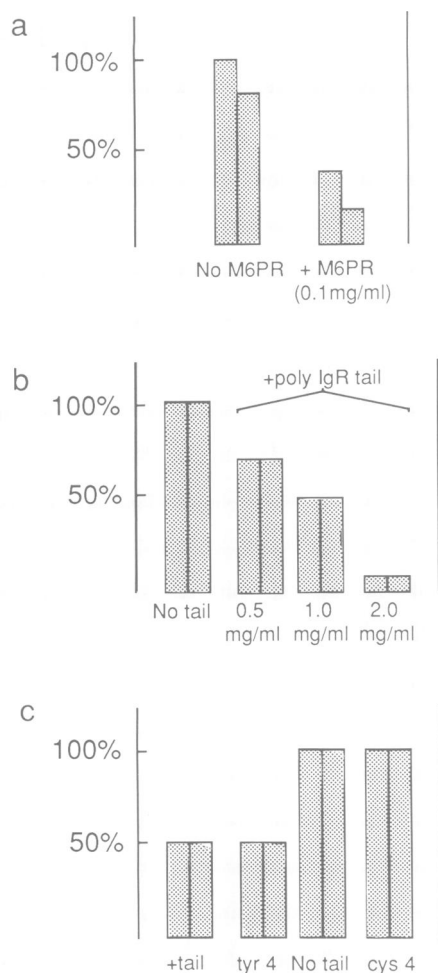 a
100%
50%
No M6PR + M6PR
(0.1mg/ml)
b
+poly IgR tail
100%
50%
No tail 0.5 1.0 2.0
mg/ml mg/ml mg/ml
c
100%
50%
+tail tyr 4 No tail cys 4